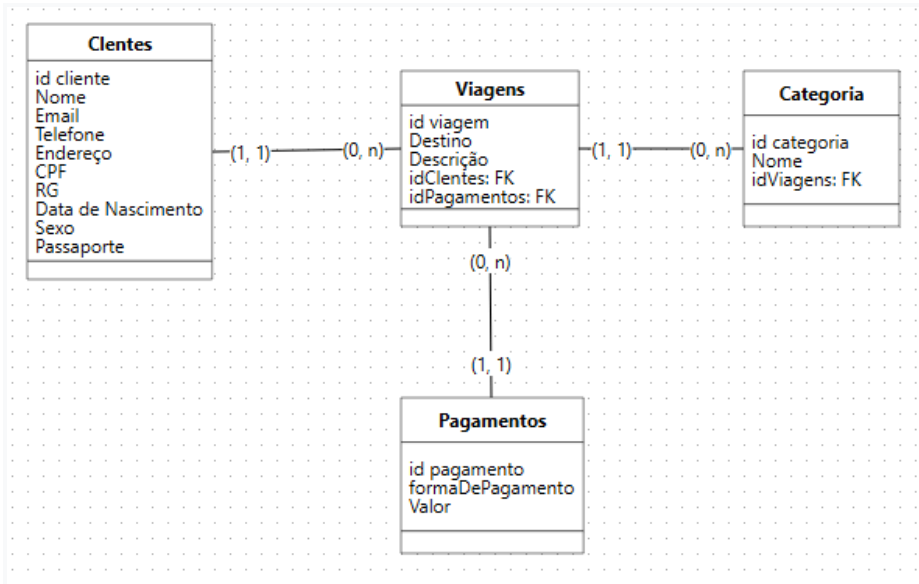 Clentes
id cliente
Nome
Email
Telefone
Endereço
CPF
RG
Data de Nascimento
Sexo
Passaporte
(1, 1)
(0, n)
Viagens
id viagem
Destino
Descrição
idClentes: FK
idPagamentos: FK
(1, 1)
(0, n)
Categoria
id categoria
Nome
idViagens: FK
(0, n)
(1, 1)
Pagamentos
id pagamento
formaDePagamento
Valor